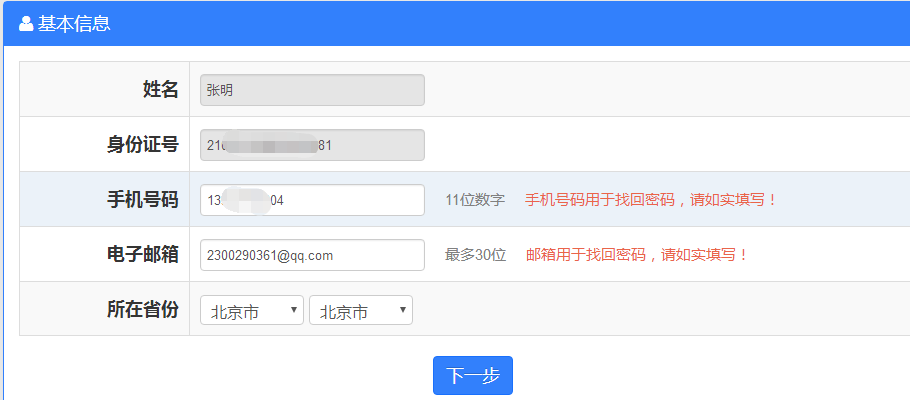 基本信息
姓名 张明
身份证号 81
手机号码 13 04 11位数字 手机号码用于找回密码，请如实填写！
电子邮箱 2300290361@qq.com 最多30位 邮箱用于找回密码，请如实填写！
所在省份 北京市 北京市
下一步